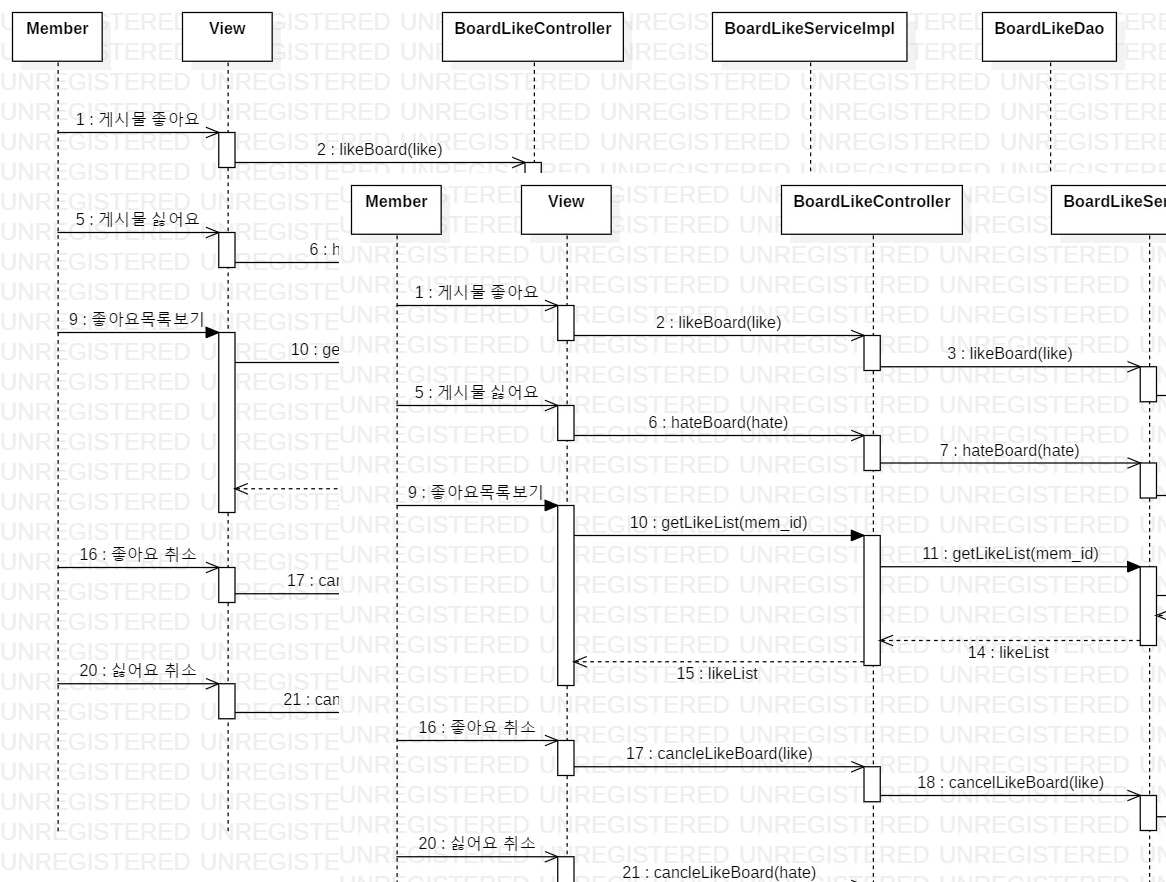 Member
View
BoardLikeController
BoardLikeServiceImpl
BoardLikeDao
1 : 게시물 좋아요
2 : likeBoard(like)
5 : 게시물 싫어요
6 : h
9 : 좋아요목록보기
10 : ge
16 : 좋아요 취소
17 : can
20 : 싫어요 취소
21 : can
Member
View
BoardLikeController
BoardLikeSer
1 : 게시물 좋아요
2 : likeBoard(like)
3 : likeBoard(like)
5 : 게시물 싫어요
6 : hateBoard(hate)
7 : hateBoard(hate)
9 : 좋아요목록보기
10 : getLikeList(mem_id)
11 : getLikeList(mem_id)
14 : likeList
15 : likeList
16 : 좋아요 취소
17 : cancleLikeBoard(like)
18 : cancelLikeBoard(like)
20 : 싫어요 취소
21 : cancleLikeBoard(hate)
UNREGISTERED